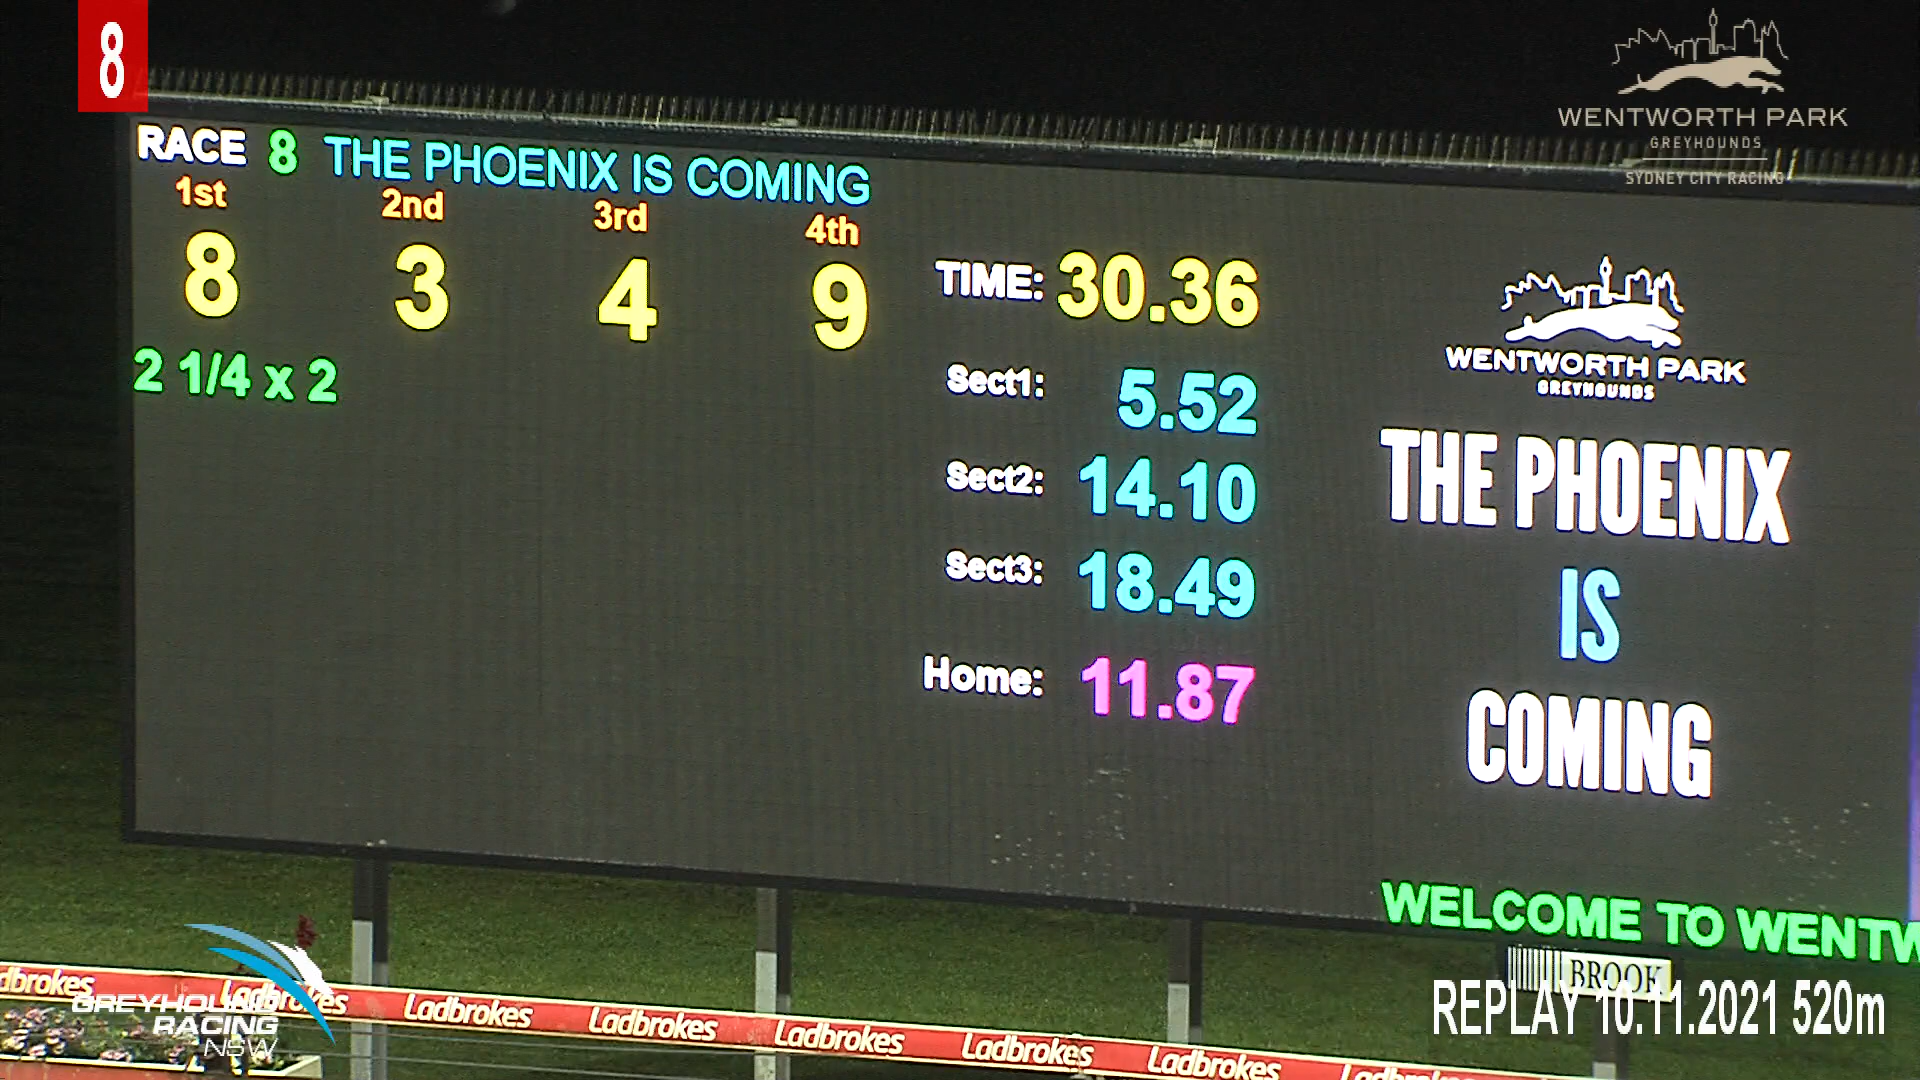 8
WENTWORTH PARK
GREYHOUNDS
SYDNEY CITY RACING
RACE 8 THE PHOENIX IS COMING
1st 2nd 3rd 4th
8 3 4 9
2 1/4 x 2
TIME: 30.36
Sect1: 5.52
Sect2: 14.10
Sect3: 18.49
Home: 11.87
WENTWORTH PARK
GREYHOUNDS
THE PHOENIX
IS
COMING
WELCOME TO WENTW
BROOK
REPLAY 10.11.2021 520m
dbrokes Ladbrokes Ladbrokes Ladbrokes Ladbrokes Ladbrokes Ladbrokes Ladbrokes
GREYHOUND
RACING
NSW